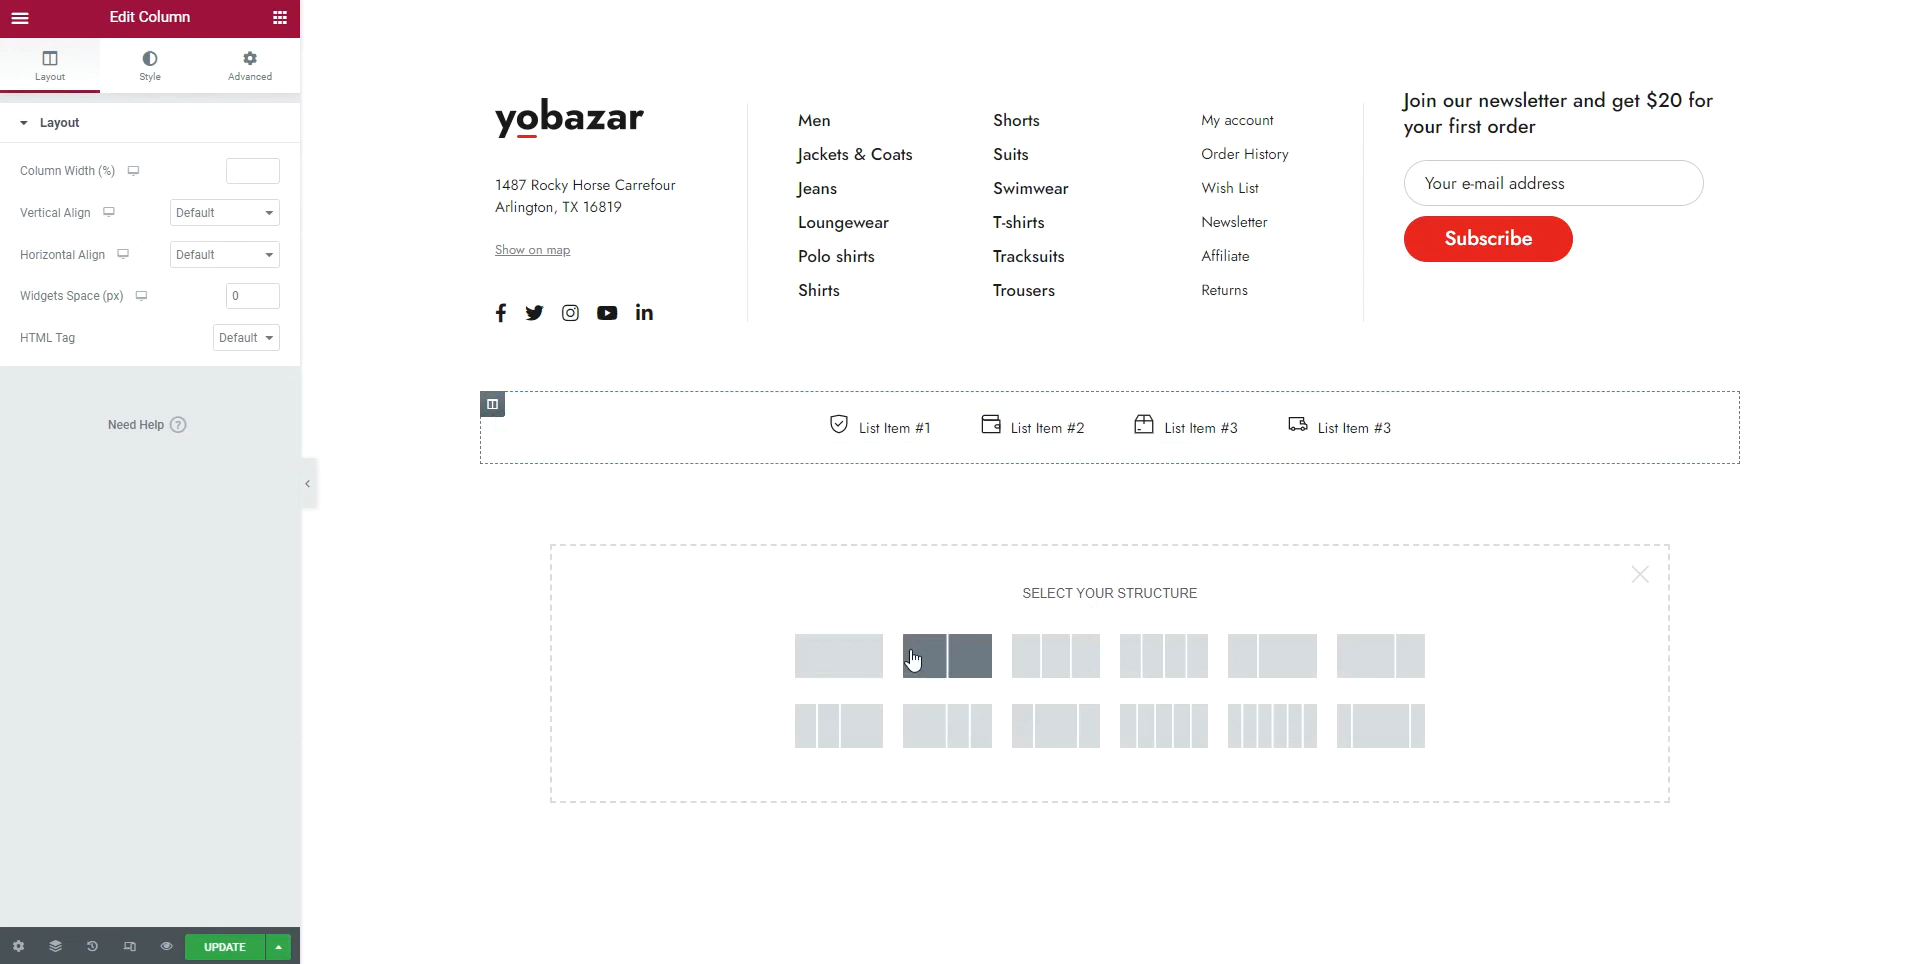 Edit Column
Layout
Style
Advanced
Layout
Column Width (%)
Vertical Align
Default
Horizontal Align
Default
Widgets Space (px)
0
HTML Tag
Default
Need Help ?
UPDATE
yobazar
1487 Rocky Horse Carrefour
Arlington, TX 16819
Show on map
Men
Jackets & Coats
Jeans
Loungewear
Polo shirts
Shirts
Shorts
Suits
Swimwear
T-shirts
Tracksuits
Trousers
My account
Order History
Wish List
Newsletter
Affiliate
Returns
Join our newsletter and get $20 for
your first order
Your e-mail address
Subscribe
List Item #1
List Item #2
List Item #3
List Item #3
SELECT YOUR STRUCTURE